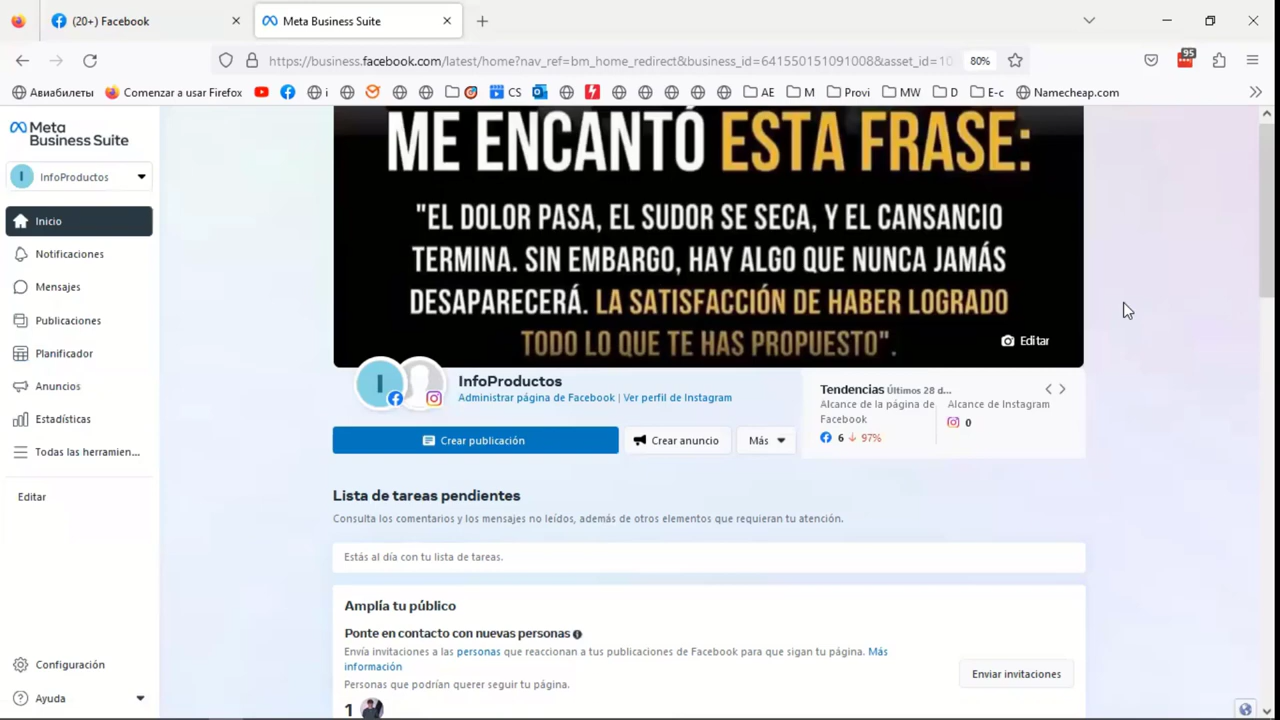 (20+) Facebook
Meta Business Suite
https://business.facebook.com/latest/home?nav_ref=bm_home_redirect&business_id=641550151091008&asset_id=10
80%
95
Авиабилеты
Comenzar a usar Firefox
i
CS
AE
M
Provi
MW
D
E-c
Namecheap.com
Meta
Business Suite
I InfoProductos
Inicio
Notificaciones
Mensajes
Publicaciones
Planificador
Anuncios
Estadísticas
Todas las herramien...
Editar
Configuración
Ayuda
ME ENCANTÓ ESTA FRASE:
"EL DOLOR PASA, EL SUDOR SE SECA, Y EL CANSANCIO
TERMINA. SIN EMBARGO, HAY ALGO QUE NUNCA JAMÁS
DESAPARECERÁ. LA SATISFACCIÓN DE HABER LOGRADO
TODO LO QUE TE HAS PROPUESTO".
Editar
I
InfoProductos
Administrar página de Facebook | Ver perfil de Instagram
Crear publicación
Crear anuncio
Más
Tendencias Últimos 28 d...
Alcance de la página de
Facebook
6 ↓ 97%
Alcance de Instagram
0
Lista de tareas pendientes
Consulta los comentarios y los mensajes no leídos, además de otros elementos que requieran tu atención.
Estás al día con tu lista de tareas.
Amplía tu público
Ponte en contacto con nuevas personas
Envía invitaciones a las personas que reaccionan a tus publicaciones de Facebook para que sigan tu página. Más
información
Personas que podrían querer seguir tu página.
1
Enviar invitaciones